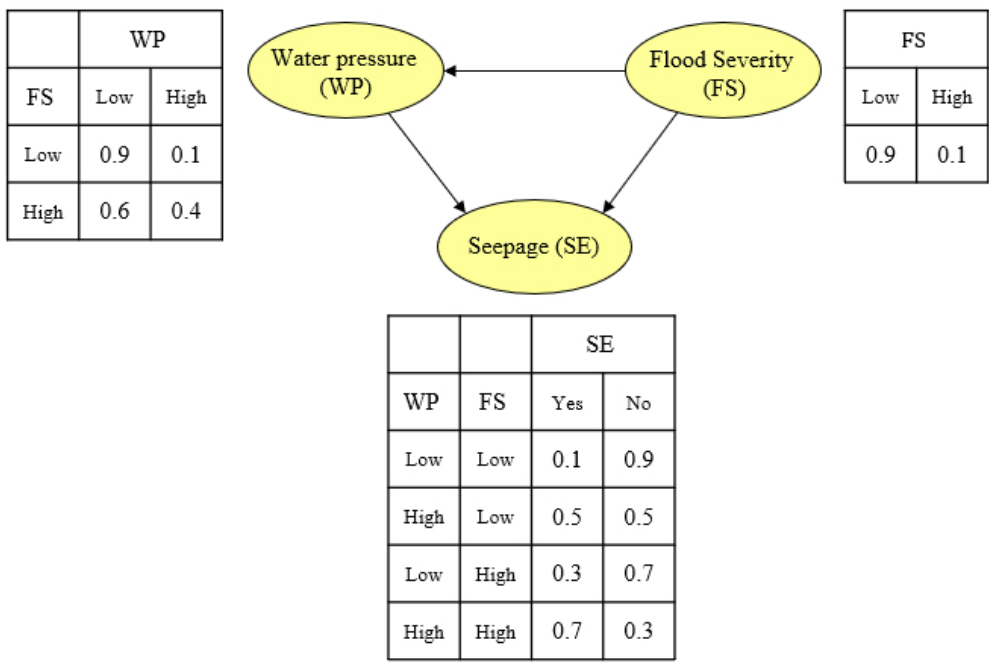 WP
FS Low High
Low 0.9 0.1
High 0.6 0.4
Water pressure
(WP)
Flood Severity
(FS)
Seepage (SE)
FS
Low High
0.9 0.1
SE
WP FS Yes No
Low Low 0.1 0.9
High Low 0.5 0.5
Low High 0.3 0.7
High High 0.7 0.3